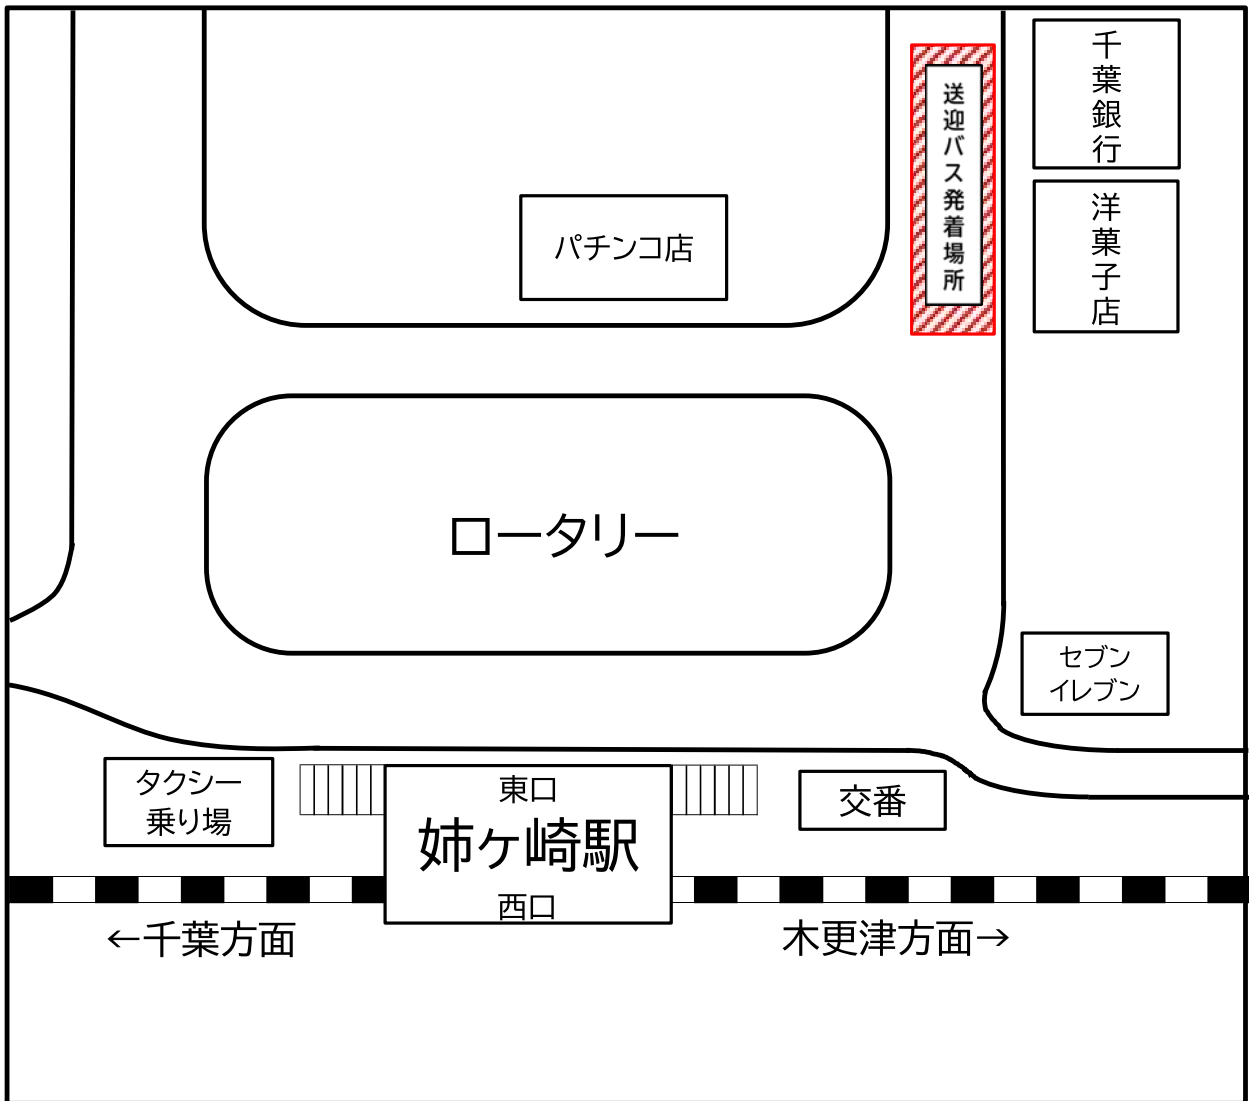 千葉銀行
送迎バス発着場所
洋菓子店
パチンコ店
ロータリー
セブン
イレブン
タクシー
乗り場
東口
姉ヶ崎駅
西口
交番
←千葉方面
木更津方面→